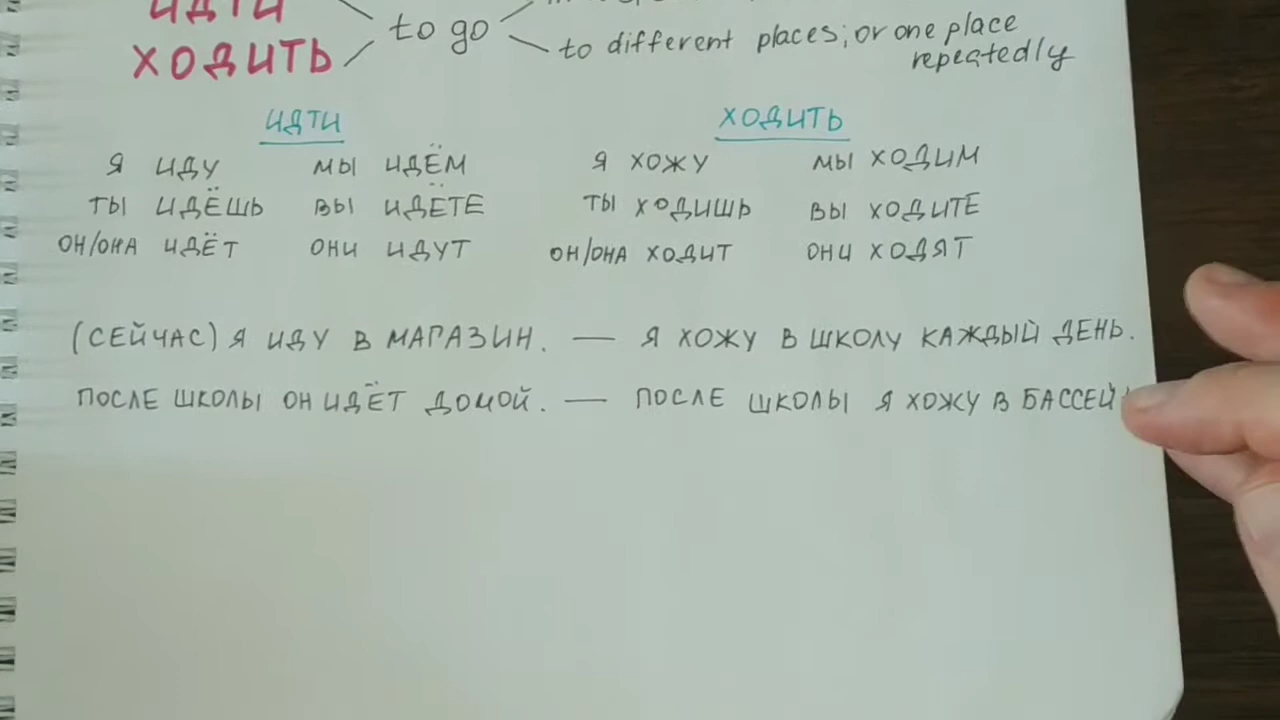 ИДТИ
ХОДИТЬ to go to different places; or one place
repeatedly
ИДТИ ХОДИТЬ
Я ИДУ МЫ ИДЁМ Я ХОЖУ МЫ ХОДИМ
ТЫ ИДЁШЬ ВЫ ИДЁТЕ ТЫ ХОДИШЬ ВЫ ХОДИТЕ
ОН/ОНА ИДЁТ ОНИ ИДУТ ОН/ОНА ХОДИТ ОНИ ХОДЯТ
(СЕЙЧАС) Я ИДУ В МАГАЗИН. — Я ХОЖУ В ШКОЛУ КАЖДЫЙ ДЕНЬ.
ПОСЛЕ ШКОЛЫ ОН ИДЁТ ДОМОЙ. — ПОСЛЕ ШКОЛЫ Я ХОЖУ В